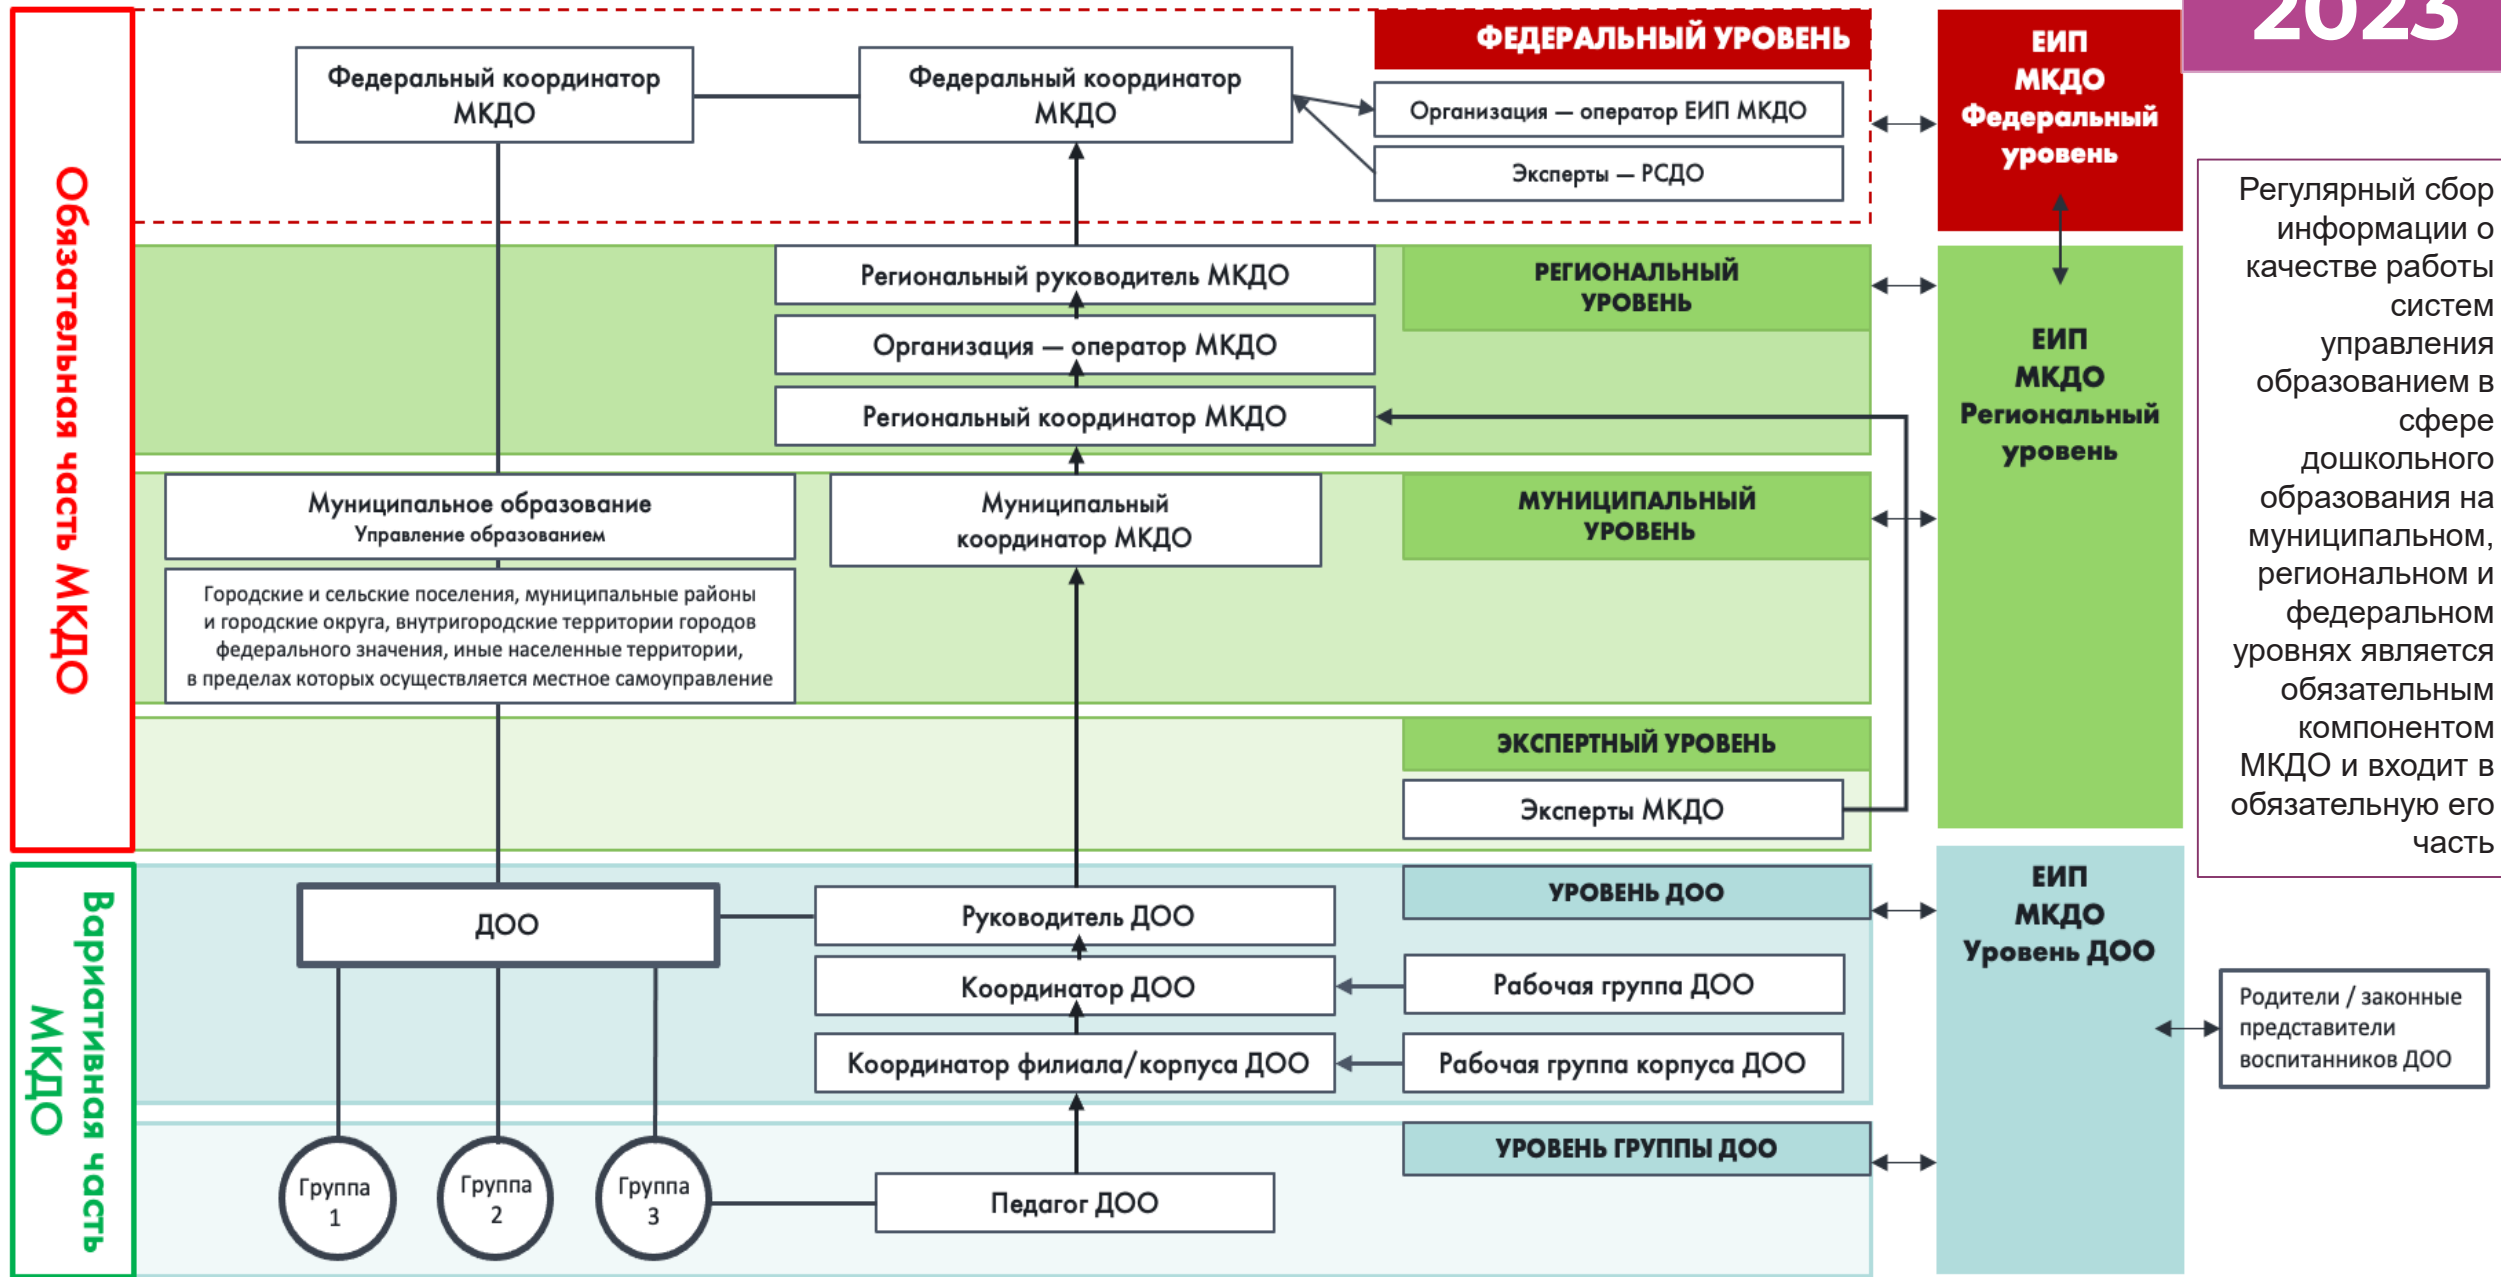 2023
Обязательная часть МКДО
ФЕДЕРАЛЬНЫЙ УРОВЕНЬ
Федеральный координатор
МКДО
Федеральный координатор
МКДО
Организация — оператор ЕИП МКДО
Эксперты — РСДО
ЕИП
МКДО
Федеральный
уровень
Региональный руководитель МКДО
Организация — оператор МКДО
Региональный координатор МКДО
РЕГИОНАЛЬНЫЙ
УРОВЕНЬ
ЕИП
МКДО
Региональный
уровень
Муниципальное образование
Управление образованием
Городские и сельские поселения, муниципальные районы
и городские округа, внутригородские территории городов
федерального значения, иные населенные территории,
в пределах которых осуществляется местное самоуправление
Муниципальный
координатор МКДО
МУНИЦИПАЛЬНЫЙ
УРОВЕНЬ
ЭКСПЕРТНЫЙ УРОВЕНЬ
Эксперты МКДО
Регулярный сбор
информации о
качестве работы
систем
управления
образованием в
сфере
дошкольного
образования на
муниципальном,
региональном и
федеральном
уровнях является
обязательным
компонентом
МКДО и входит в
обязательную его
часть
Вариативная часть
МКДО
ДОО
Руководитель ДОО
Координатор ДОО
Координатор филиала/корпуса ДОО
УРОВЕНЬ ДОО
Рабочая группа ДОО
Рабочая группа корпуса ДОО
ЕИП
МКДО
Уровень ДОО
Родители / законные
представители
воспитанников ДОО
Группа
1
Группа
2
Группа
3
Педагог ДОО
УРОВЕНЬ ГРУППЫ ДОО